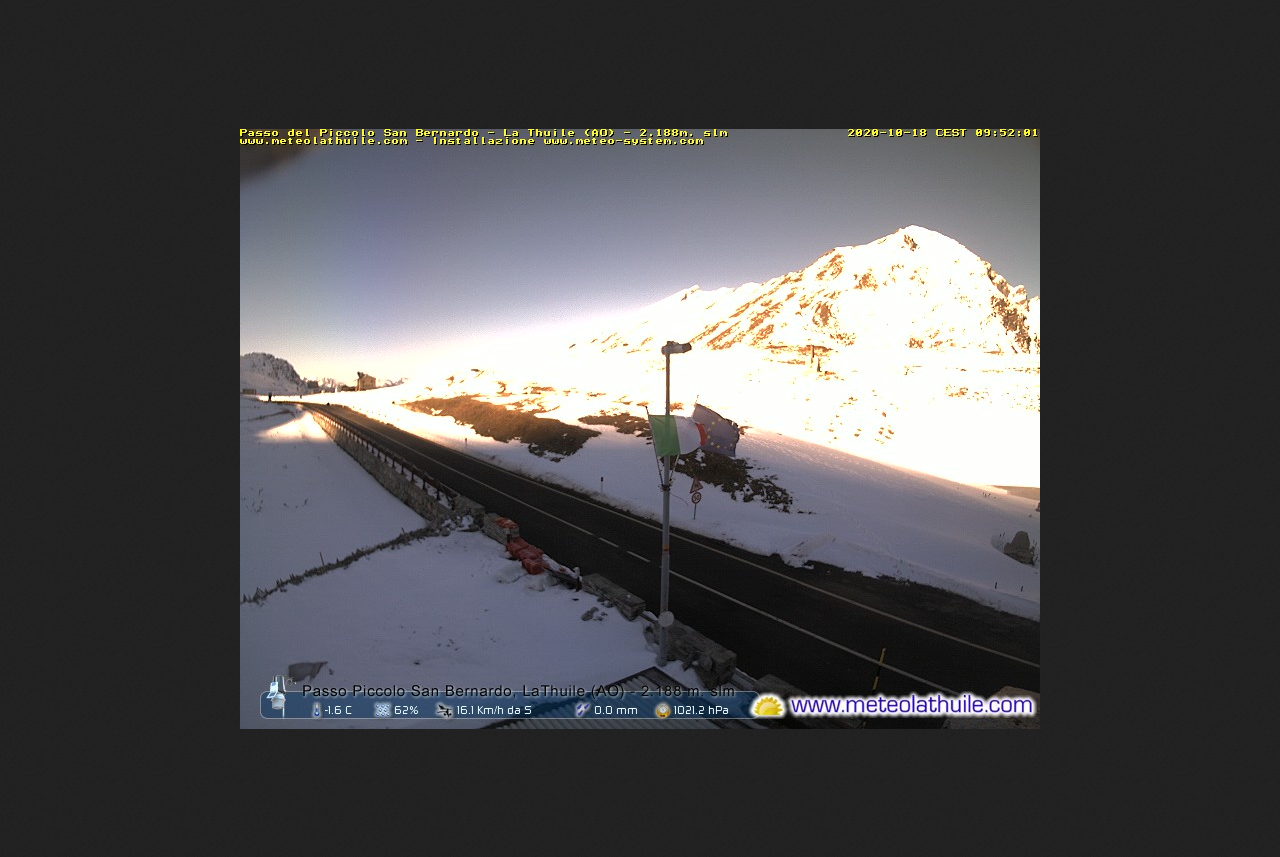 Passo del Piccolo San Bernardo - La Thuile (AO) - 2.188m. slm
2020-10-18 CEST 09:52:01
www.meteolathuile.com - Installazione www.meteo-system.com
Passo Piccolo San Bernardo, LaThuile (AO) - 2.188 m. slm
-1.6 C 62% 16.1 Km/h da S 0.0 mm 1021.2 hPa
www.meteolathuile.com